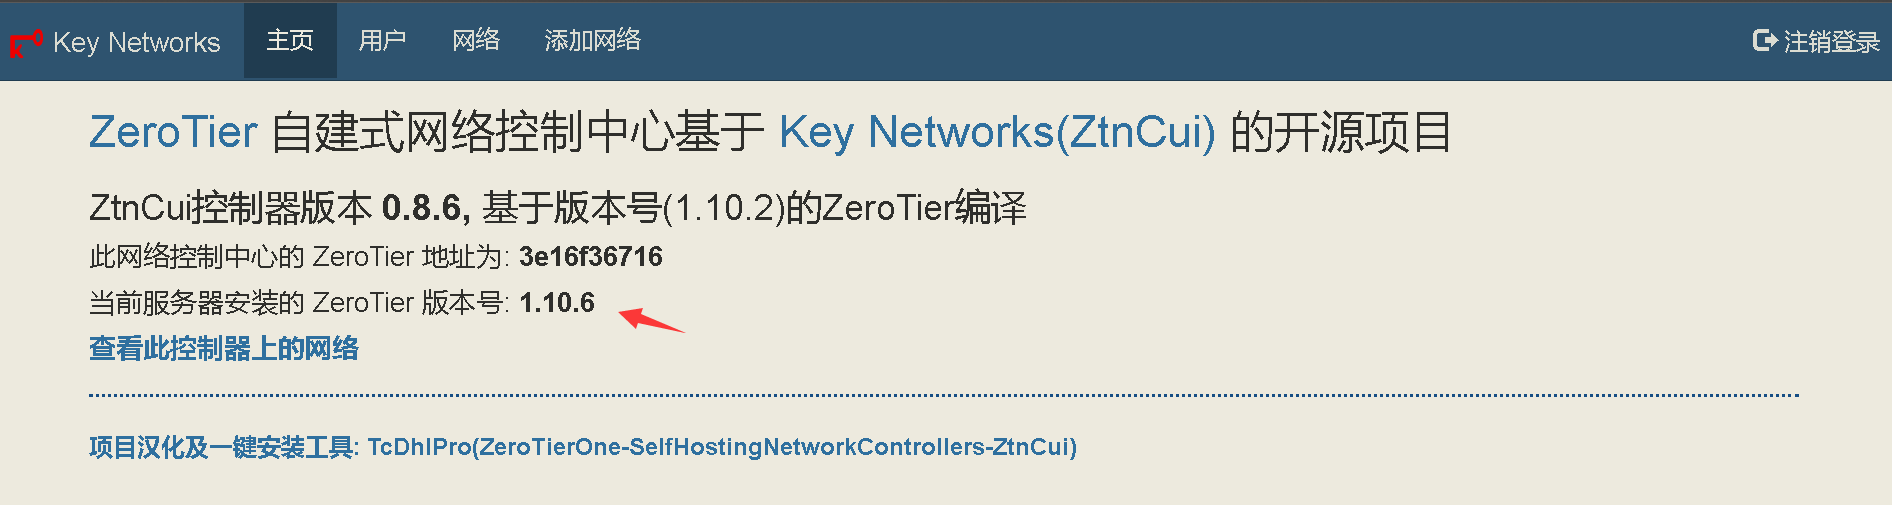 Key Networks 主页 用户 网络 添加网络 注销登录
ZeroTier 自建式网络控制中心基于 Key Networks(ZtnCui) 的开源项目
ZtnCui控制器版本 0.8.6, 基于版本号(1.10.2)的ZeroTier编译
此网络控制中心的 ZeroTier 地址为: 3e16f36716
当前服务器安装的 ZeroTier 版本号: 1.10.6
查看此控制器上的网络
项目汉化及一键安装工具: TcDhlPro(ZeroTierOne-SelfHostingNetworkControllers-ZtnCui)